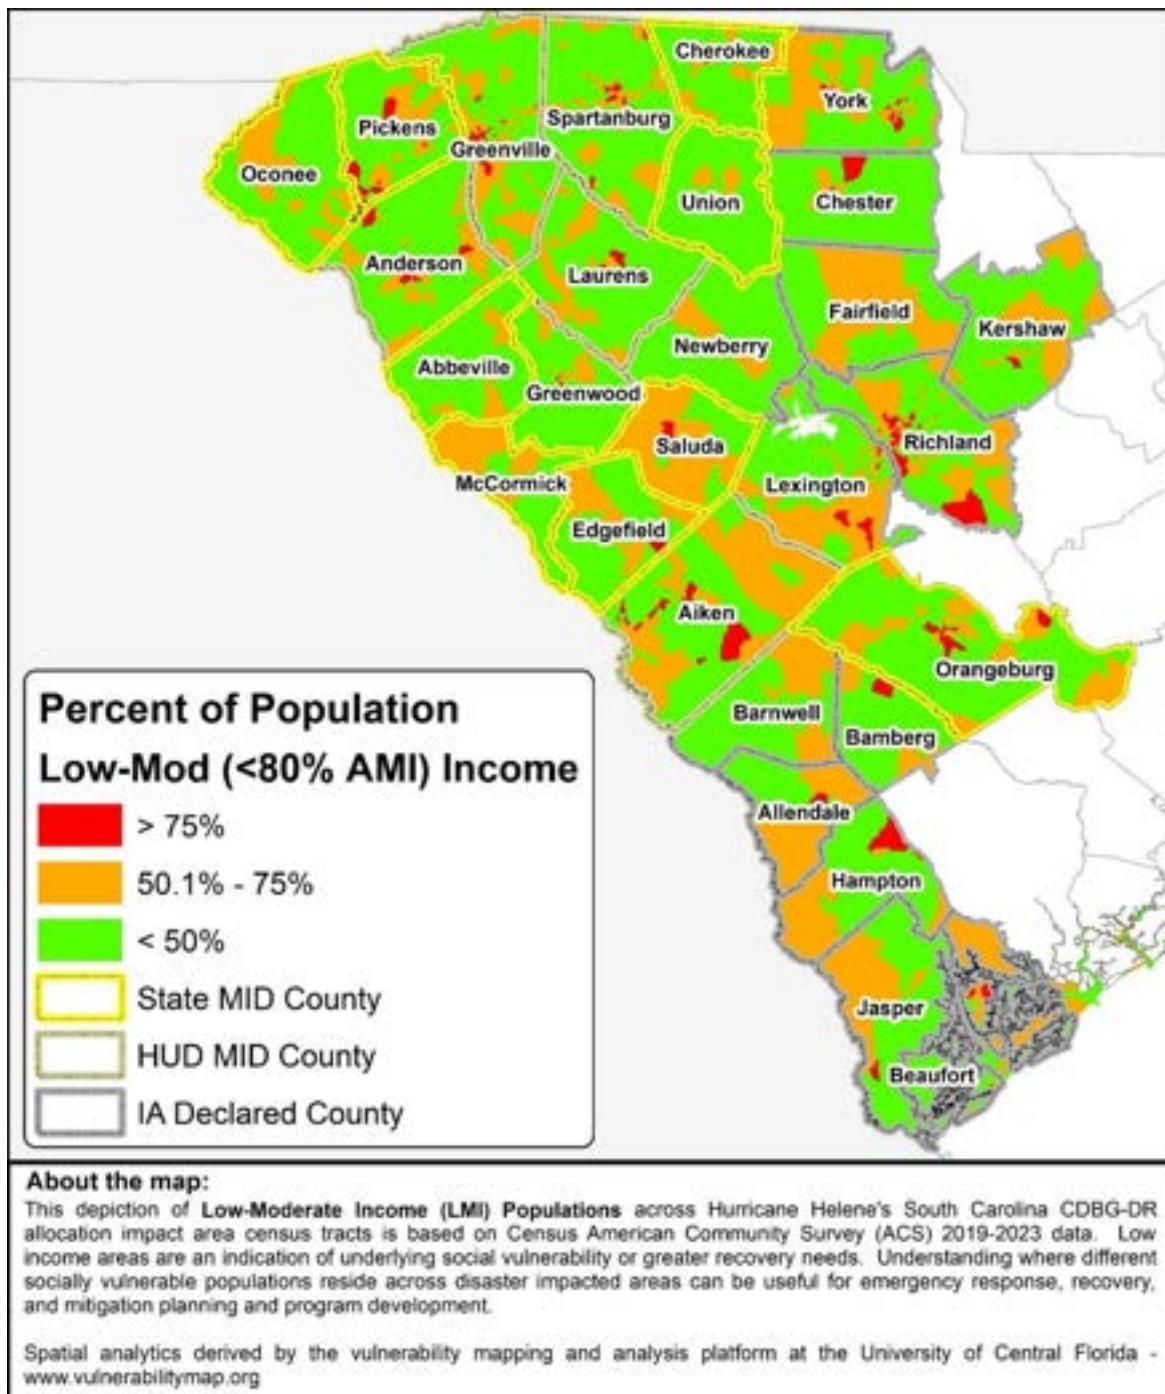 Cherokee
York
Spartanburg
Pickens
Greenville
Oconee
Union
Chester
Anderson
Laurens
Fairfield
Kershaw
Newberry
Abbeville
Greenwood
Richland
Saluda
Lexington
McCormick
Edgefield
Aiken
Orangeburg
Barnwell
Bamberg
Allendale
Hampton
Jasper
Beaufort
Percent of Population
Low-Mod (<80% AMI) Income
> 75%
50.1% - 75%
< 50%
State MID County
HUD MID County
IA Declared County
About the map:
This depiction of Low-Moderate Income (LMI) Populations across Hurricane Helene's South Carolina CDBG-DR
allocation impact area census tracts is based on Census American Community Survey (ACS) 2019-2023 data. Low
income areas are an indication of underlying social vulnerability or greater recovery needs. Understanding where different
socially vulnerable populations reside across disaster impacted areas can be useful for emergency response, recovery,
and mitigation planning and program development.
Spatial analytics derived by the vulnerability mapping and analysis platform at the University of Central Florida -
www.vulnerabilitymap.org